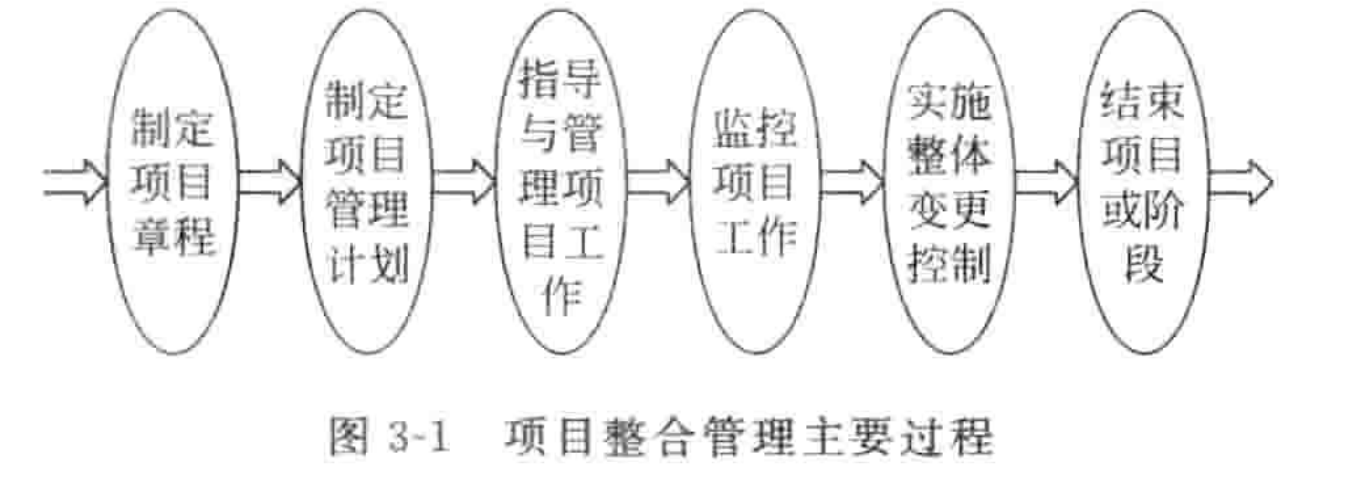 制定
项目
章程
制定
项目
管理
计划
指导
与管
理项
目工
作
监控
项目
工作
实施
整体
变更
控制
结束
项目
或阶
段
图 3-1 项目整合管理主要过程